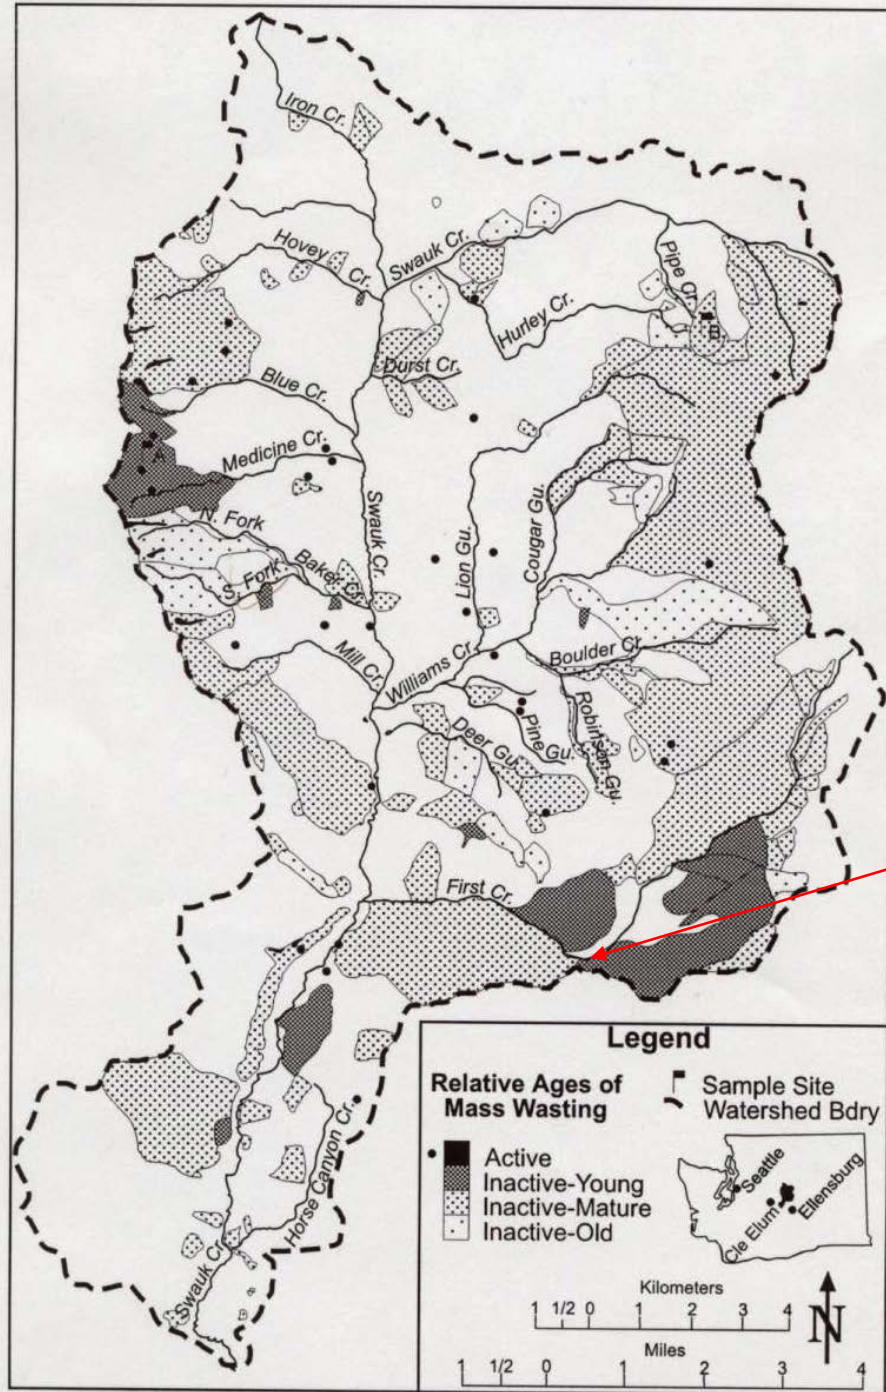 Iron Cr.
Hovey Cr.
Swauk Cr.
Pipe Cr.
B
Hurley Cr.
Durst Cr.
Blue Cr.
A
Medicine Cr.
N. Fork
Swauk Cr.
Lion Gu.
Cougar Gu.
S. Fork
Baker Cr.
Mill Cr.
Williams Cr.
Boulder Cr.
Robinson Gu.
Pine Gu.
Deer Gu.
First Cr.
Horse Canyon Cr.
Swauk Cr.
Legend
Relative Ages of
Mass Wasting
Active
Inactive-Young
Inactive-Mature
Inactive-Old
Sample Site
Watershed Bdry
Seattle
Cle Elum
Ellensburg
Kilometers
1 1/2 0 1 2 3 4
N
Miles
1 1/2 0 1 2 3 4